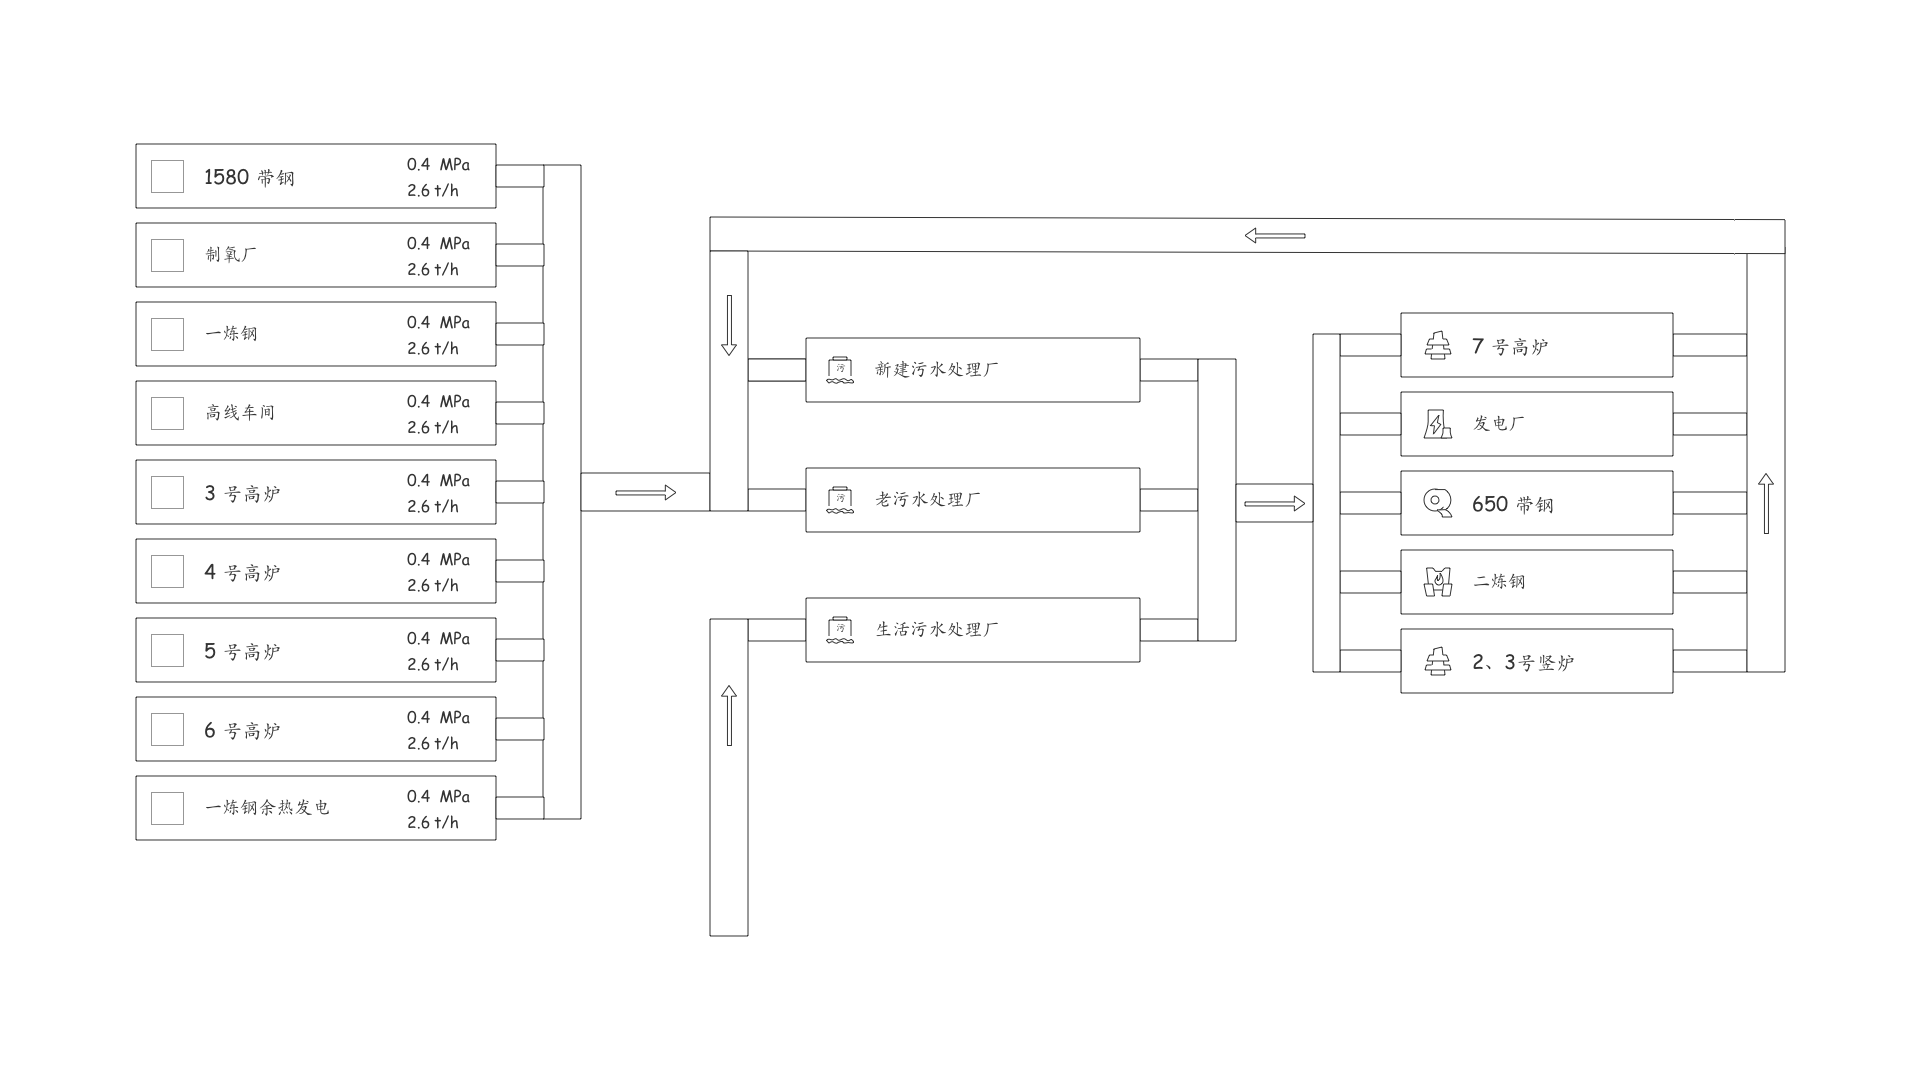 1580 带钢
0.4 MPa
2.6 t/h
制氧厂
0.4 MPa
2.6 t/h
一炼钢
0.4 MPa
2.6 t/h
高线车间
0.4 MPa
2.6 t/h
3 号高炉
0.4 MPa
2.6 t/h
4 号高炉
0.4 MPa
2.6 t/h
5 号高炉
0.4 MPa
2.6 t/h
6 号高炉
0.4 MPa
2.6 t/h
一炼钢余热发电
0.4 MPa
2.6 t/h
污
新建污水处理厂
污
老污水处理厂
污
生活污水处理厂
7 号高炉
发电厂
650 带钢
二炼钢
2、3号竖炉